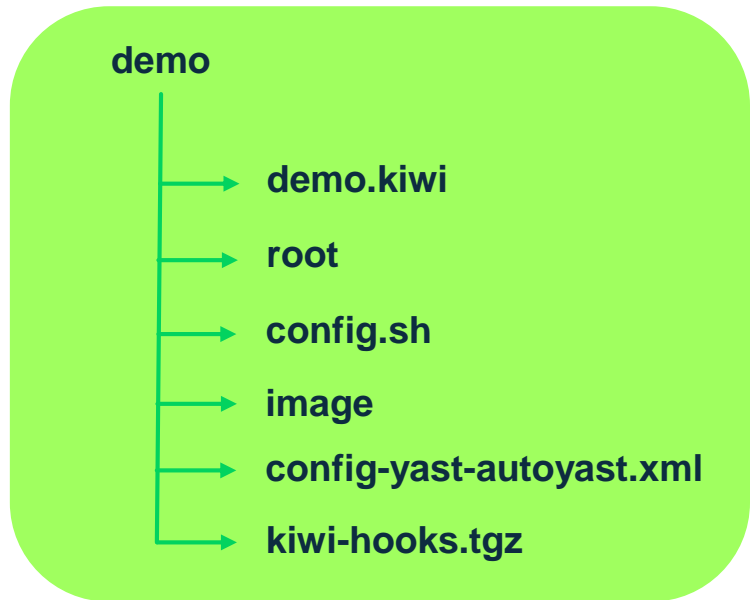 demo
demo.kiwi
root
config.sh
image
config-yast-autoyast.xml
kiwi-hooks.tgz